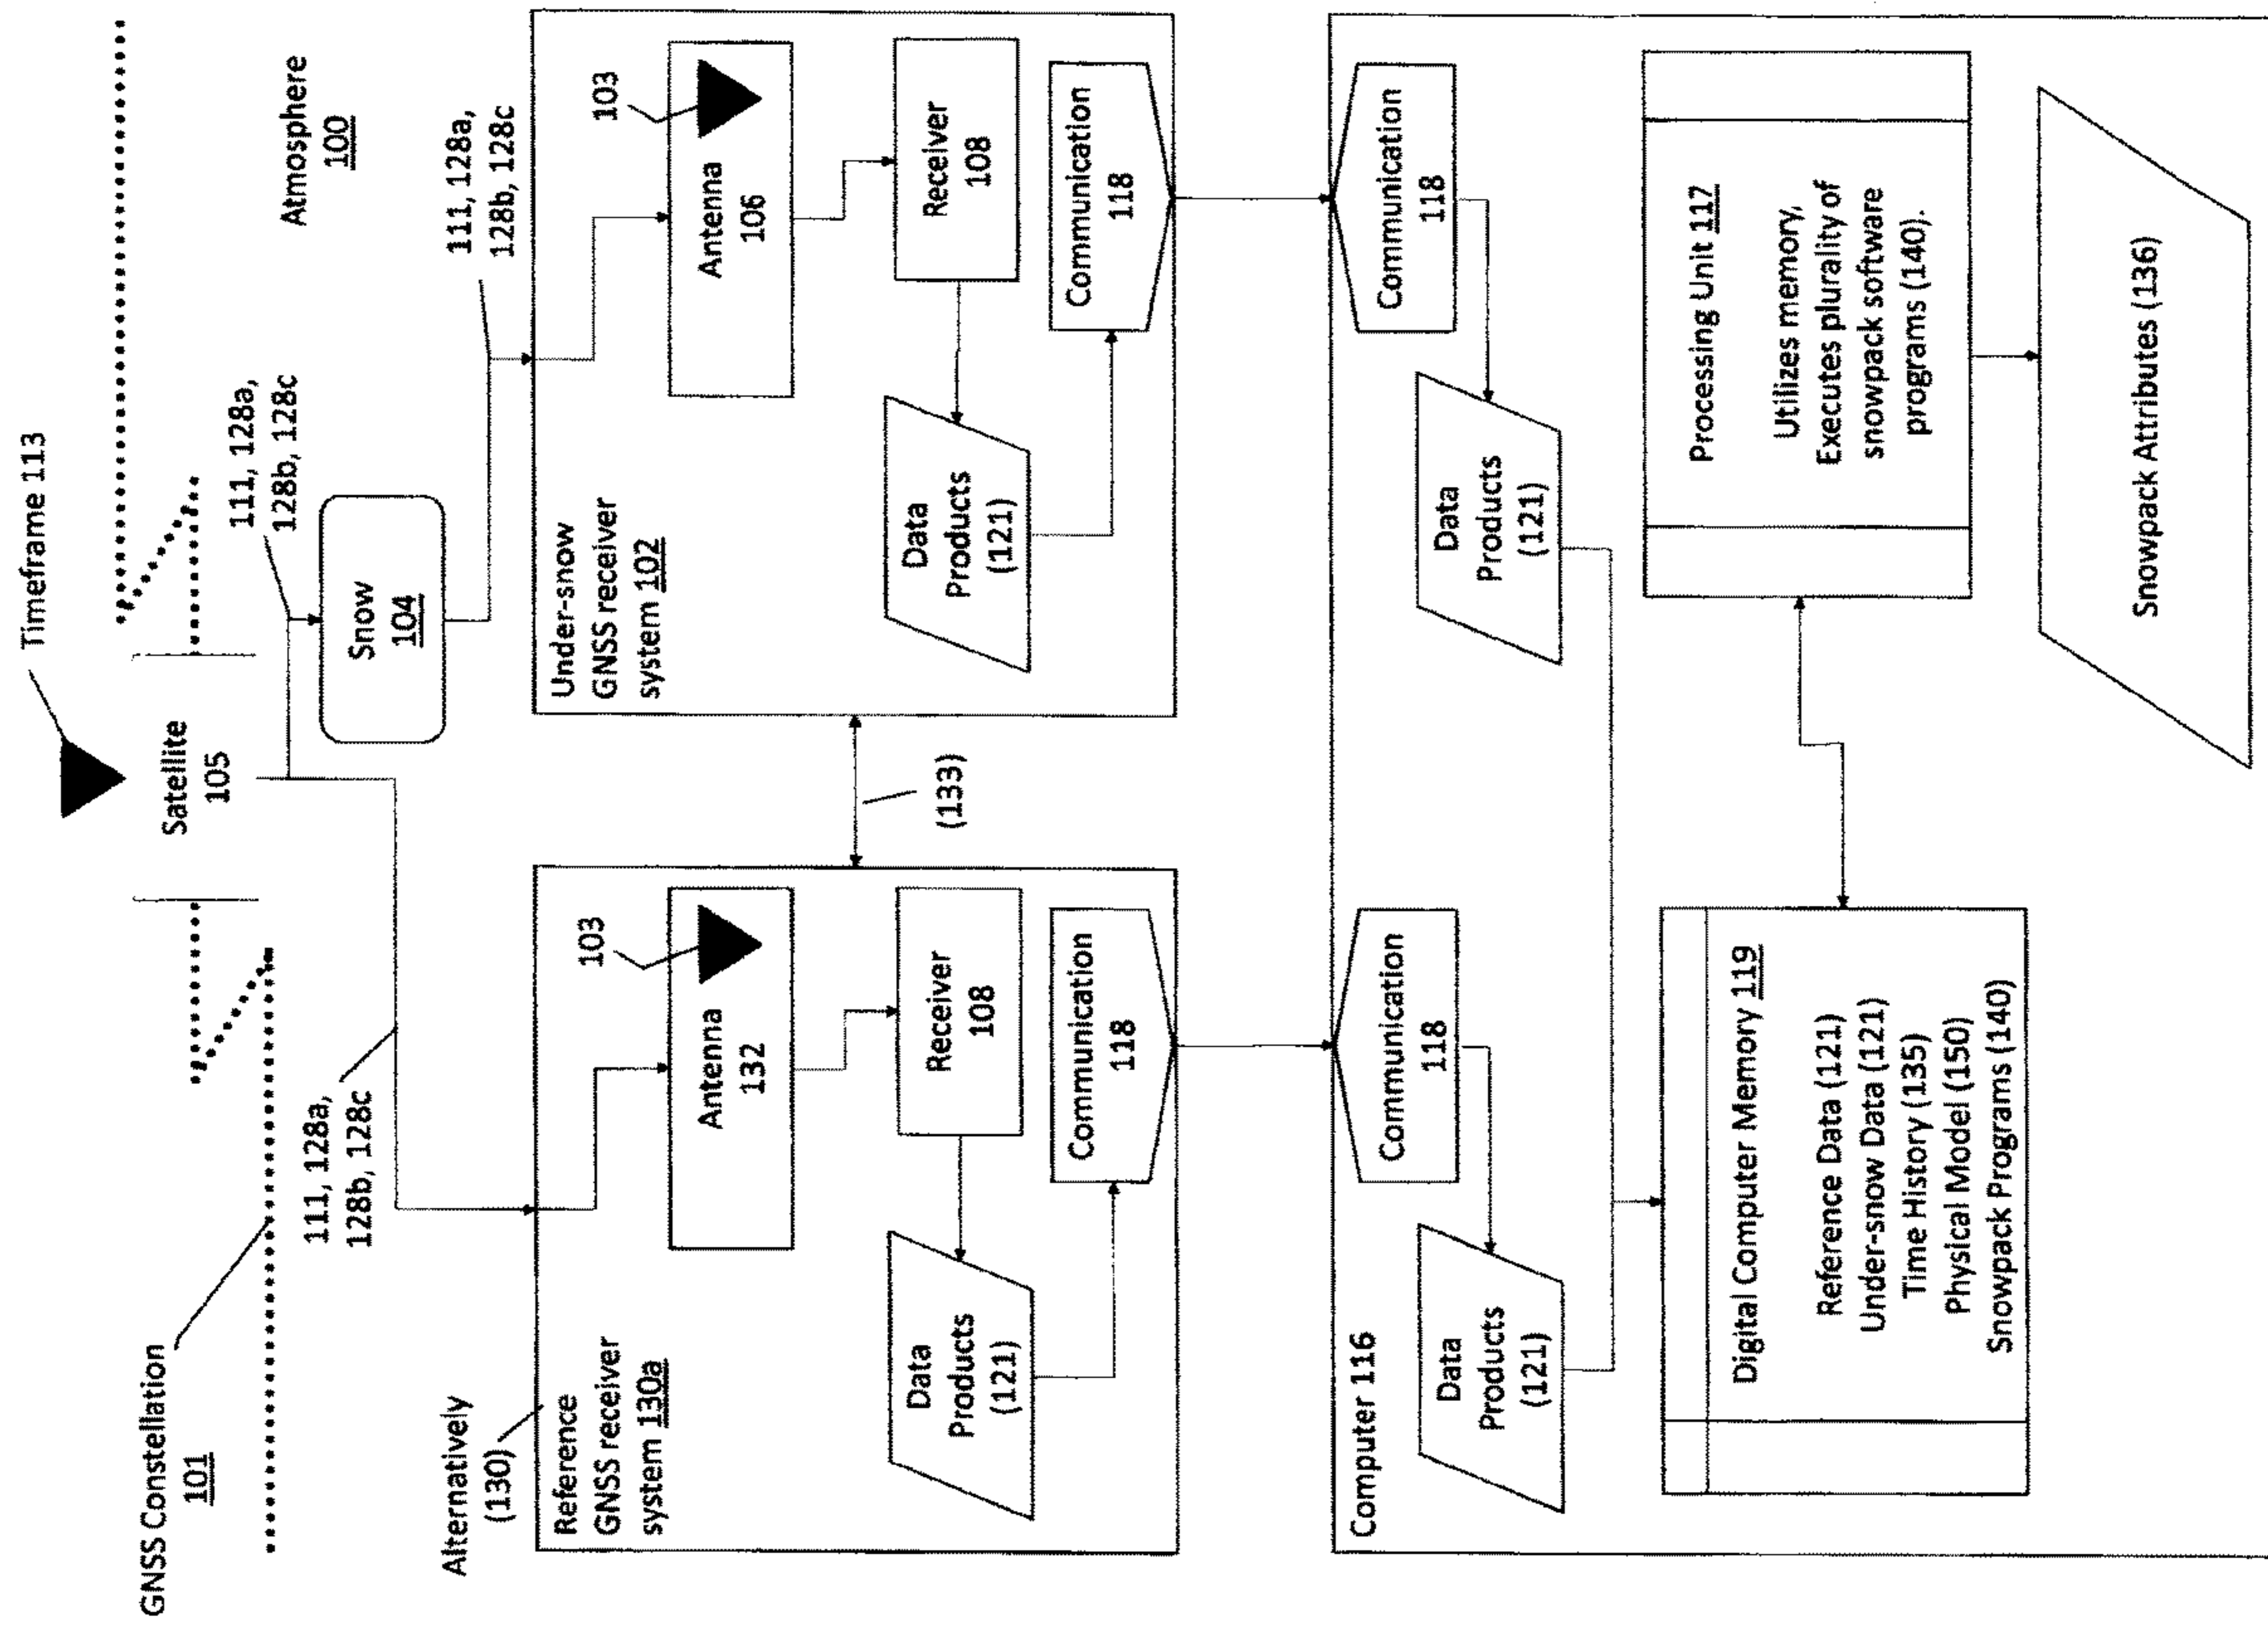 Timeframe 113
GNSS Constellation
101
Satellite
105
Atmosphere
100
111, 128a,
128b, 128c
111, 128a,
128b, 128c
Snow
104
111, 128a,
128b, 128c
Alternatively
(130)
Reference
GNSS receiver
system 130a
103
Antenna
132
Receiver
108
Data
Products
(121)
Communication
118
(133)
Under-snow
GNSS receiver
system 102
103
Antenna
106
Receiver
108
Data
Products
(121)
Communication
118
Computer 116
Communication
118
Data
Products
(121)
Communication
118
Data
Products
(121)
Digital Computer Memory 119
Reference Data (121)
Under-snow Data (121)
Time History (135)
Physical Model (150)
Snowpack Programs (140)
Processing Unit 117
Utilizes memory,
Executes plurality of
snowpack software
programs (140).
Snowpack Attributes (136)